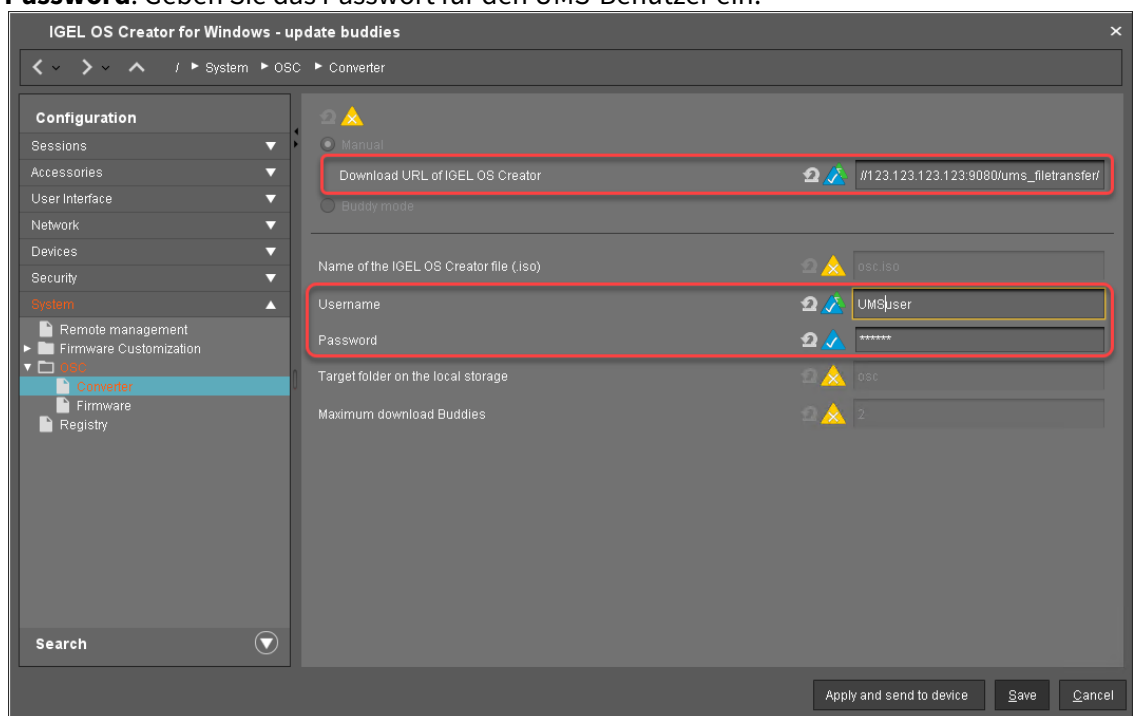 Password: Geben Sie das Passwort für den UMS-Benutzer ein.
IGEL OS Creator for Windows - update buddies
/ System OSC Converter
Configuration
Sessions
Accessories
User Interface
Network
Devices
Security
System
Remote management
Firmware Customization
OSC
Converter
Firmware
Registry
Search
Manual
Download URL of IGEL OS Creator //123.123.123.123:9080/ums_filetransfer/
Buddy mode
Name of the IGEL OS Creator file (.iso) osc.iso
Username UMSuser
Password ******
Target folder on the local storage osc
Maximum download Buddies 2
Apply and send to device Save Cancel